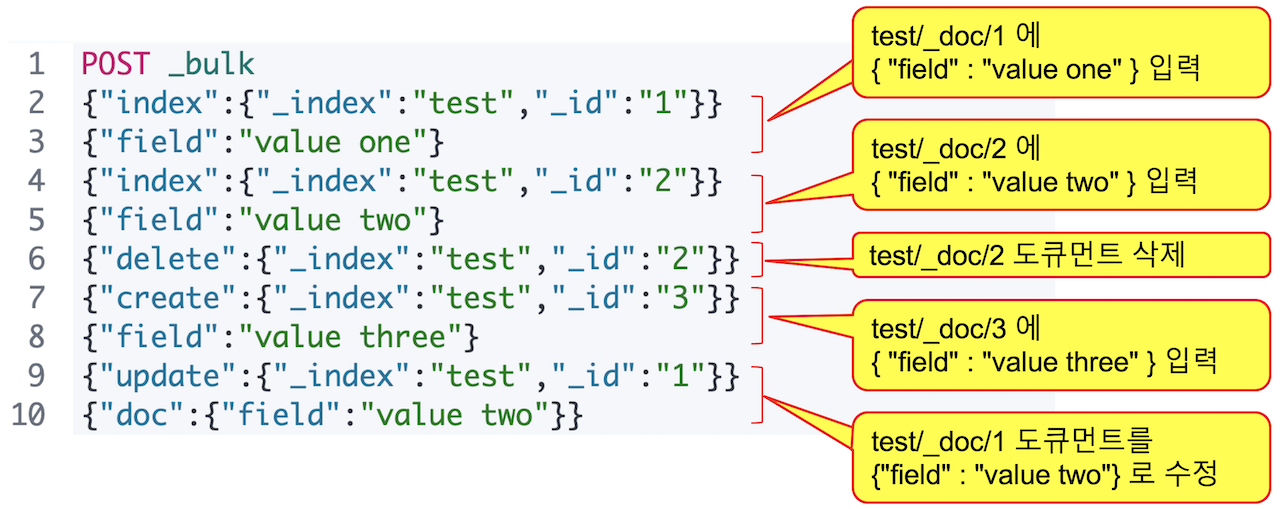 1 POST _bulk
2 {"index":{"_index":"test","_id":"1"}}
3 {"field":"value one"}
4 {"index":{"_index":"test","_id":"2"}}
5 {"field":"value two"}
6 {"delete":{"_index":"test","_id":"2"}}
7 {"create":{"_index":"test","_id":"3"}}
8 {"field":"value three"}
9 {"update":{"_index":"test","_id":"1"}}
10 {"doc":{"field":"value two"}}
test/_doc/1 에
{ "field" : "value one" } 입력
test/_doc/2 에
{ "field" : "value two" } 입력
test/_doc/2 도큐먼트 삭제
test/_doc/3 에
{ "field" : "value three" } 입력
test/_doc/1 도큐먼트를
{"field" : "value two"} 로 수정